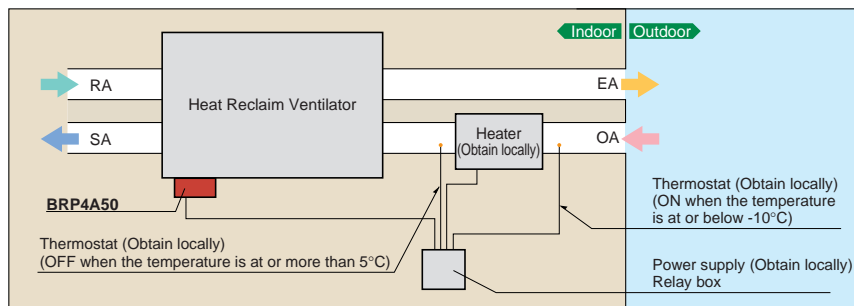 Indoor Outdoor
RA
EA
Heat Reclaim Ventilator
Heater
(Obtain locally)
SA
OA
BRP4A50
Thermostat (Obtain locally)
(ON when the temperature
is at or below -10°C)
Thermostat (Obtain locally)
(OFF when the temperature is at or more than 5°C)
Power supply (Obtain locally)
Relay box